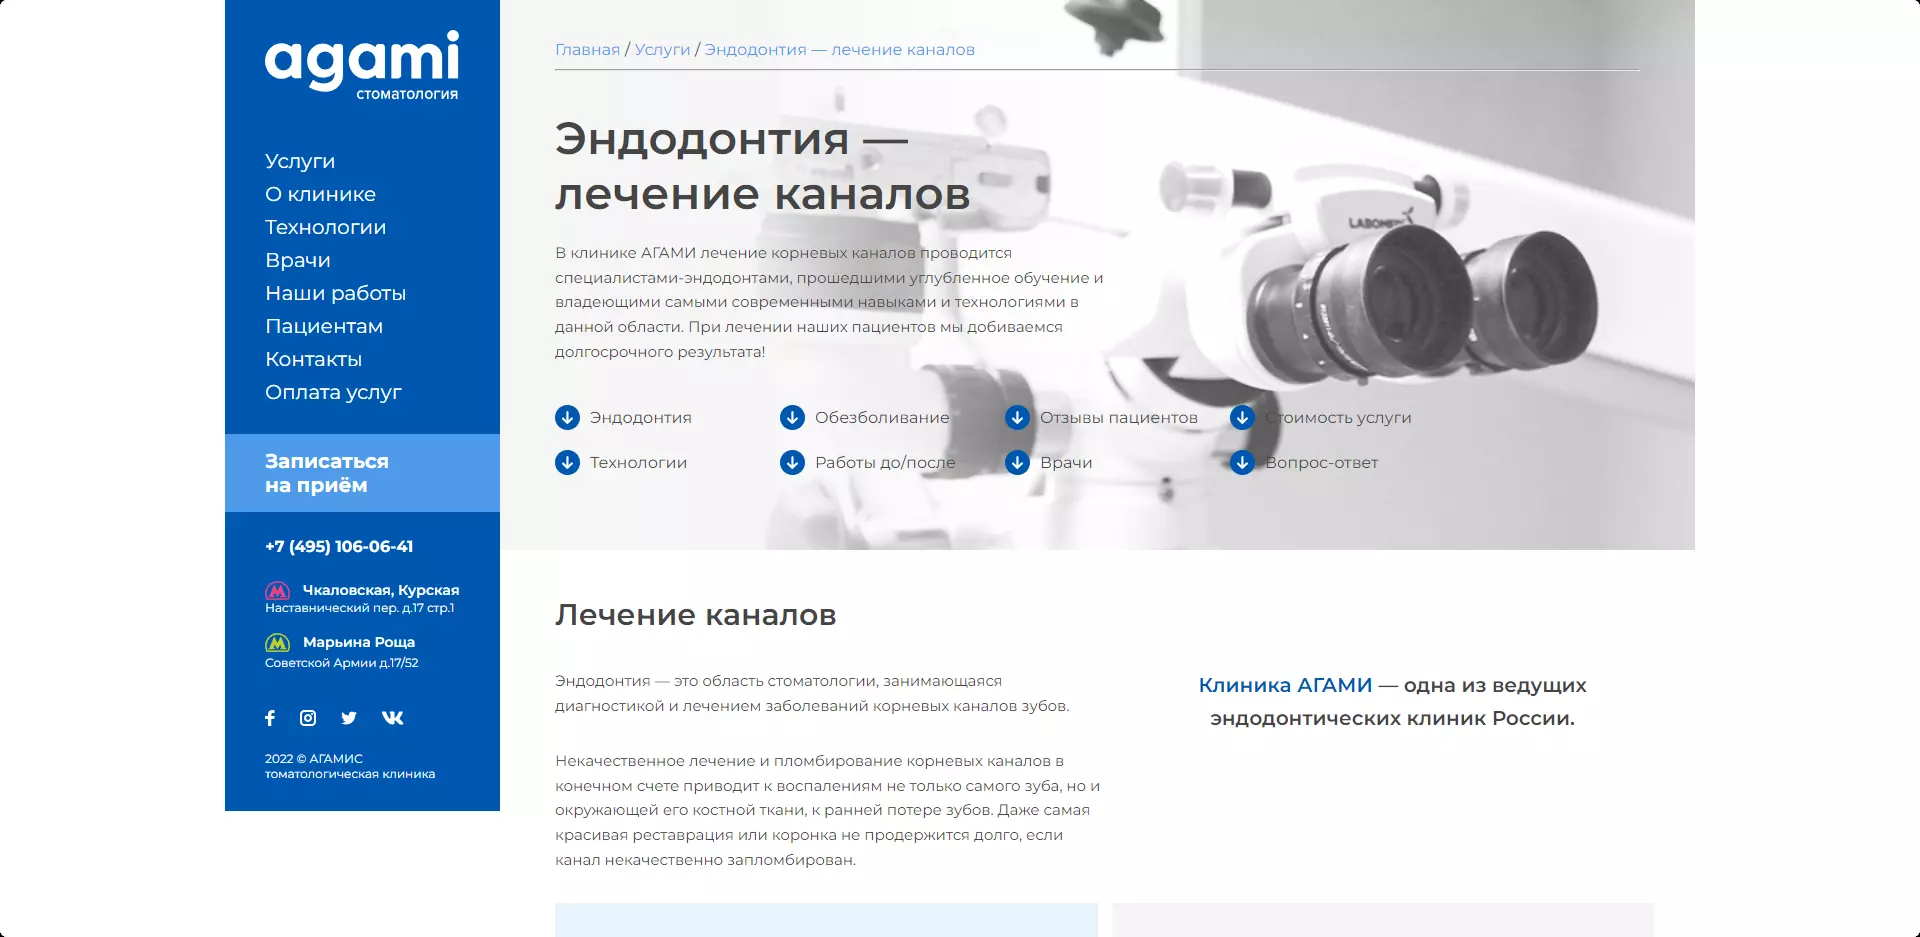 agami
стоматология
Услуги
О клинике
Технологии
Врачи
Наши работы
Пациентам
Контакты
Оплата услуг
Записаться
на приём
+7 (495) 106-06-41
Чкаловская, Курская
Наставнический пер. д.17 стр.1
Марьина Роща
Советской Армии д.17/52
2022 © АГАМИС
томатологическая клиника
Главная / Услуги / Эндодонтия — лечение каналов
Эндодонтия —
лечение каналов
В клинике АГАМИ лечение корневых каналов проводится
специалистами-эндодонтами, прошедшими углубленное обучение и
владеющими самыми современными навыками и технологиями в
данной области. При лечении наших пациентов мы добиваемся
долгосрочного результата!
Эндодонтия
Обезболивание
Отзывы пациентов
Стоимость услуги
Технологии
Работы до/после
Врачи
Вопрос-ответ
Лечение каналов
Эндодонтия — это область стоматологии, занимающаяся
диагностикой и лечением заболеваний корневых каналов зубов.
Некачественное лечение и пломбирование корневых каналов в
конечном счете приводит к воспалениям не только самого зуба, но и
окружающей его костной ткани, к ранней потере зубов. Даже самая
красивая реставрация или коронка не продержится долго, если
канал некачественно запломбирован.
Клиника АГАМИ — одна из ведущих
эндодонтических клиник России.